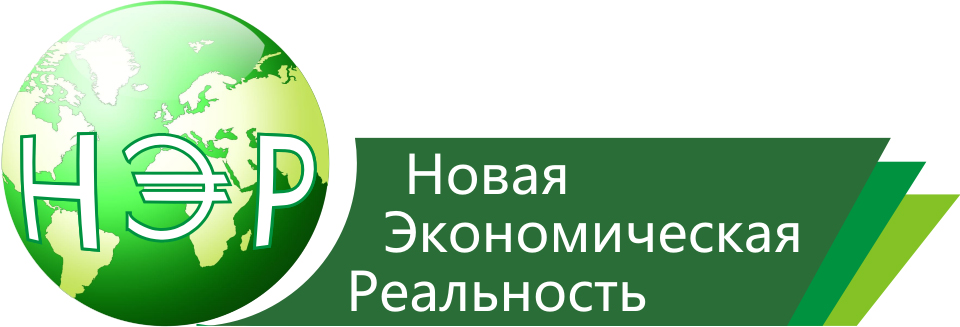 НЭР
Новая
Экономическая
Реальность